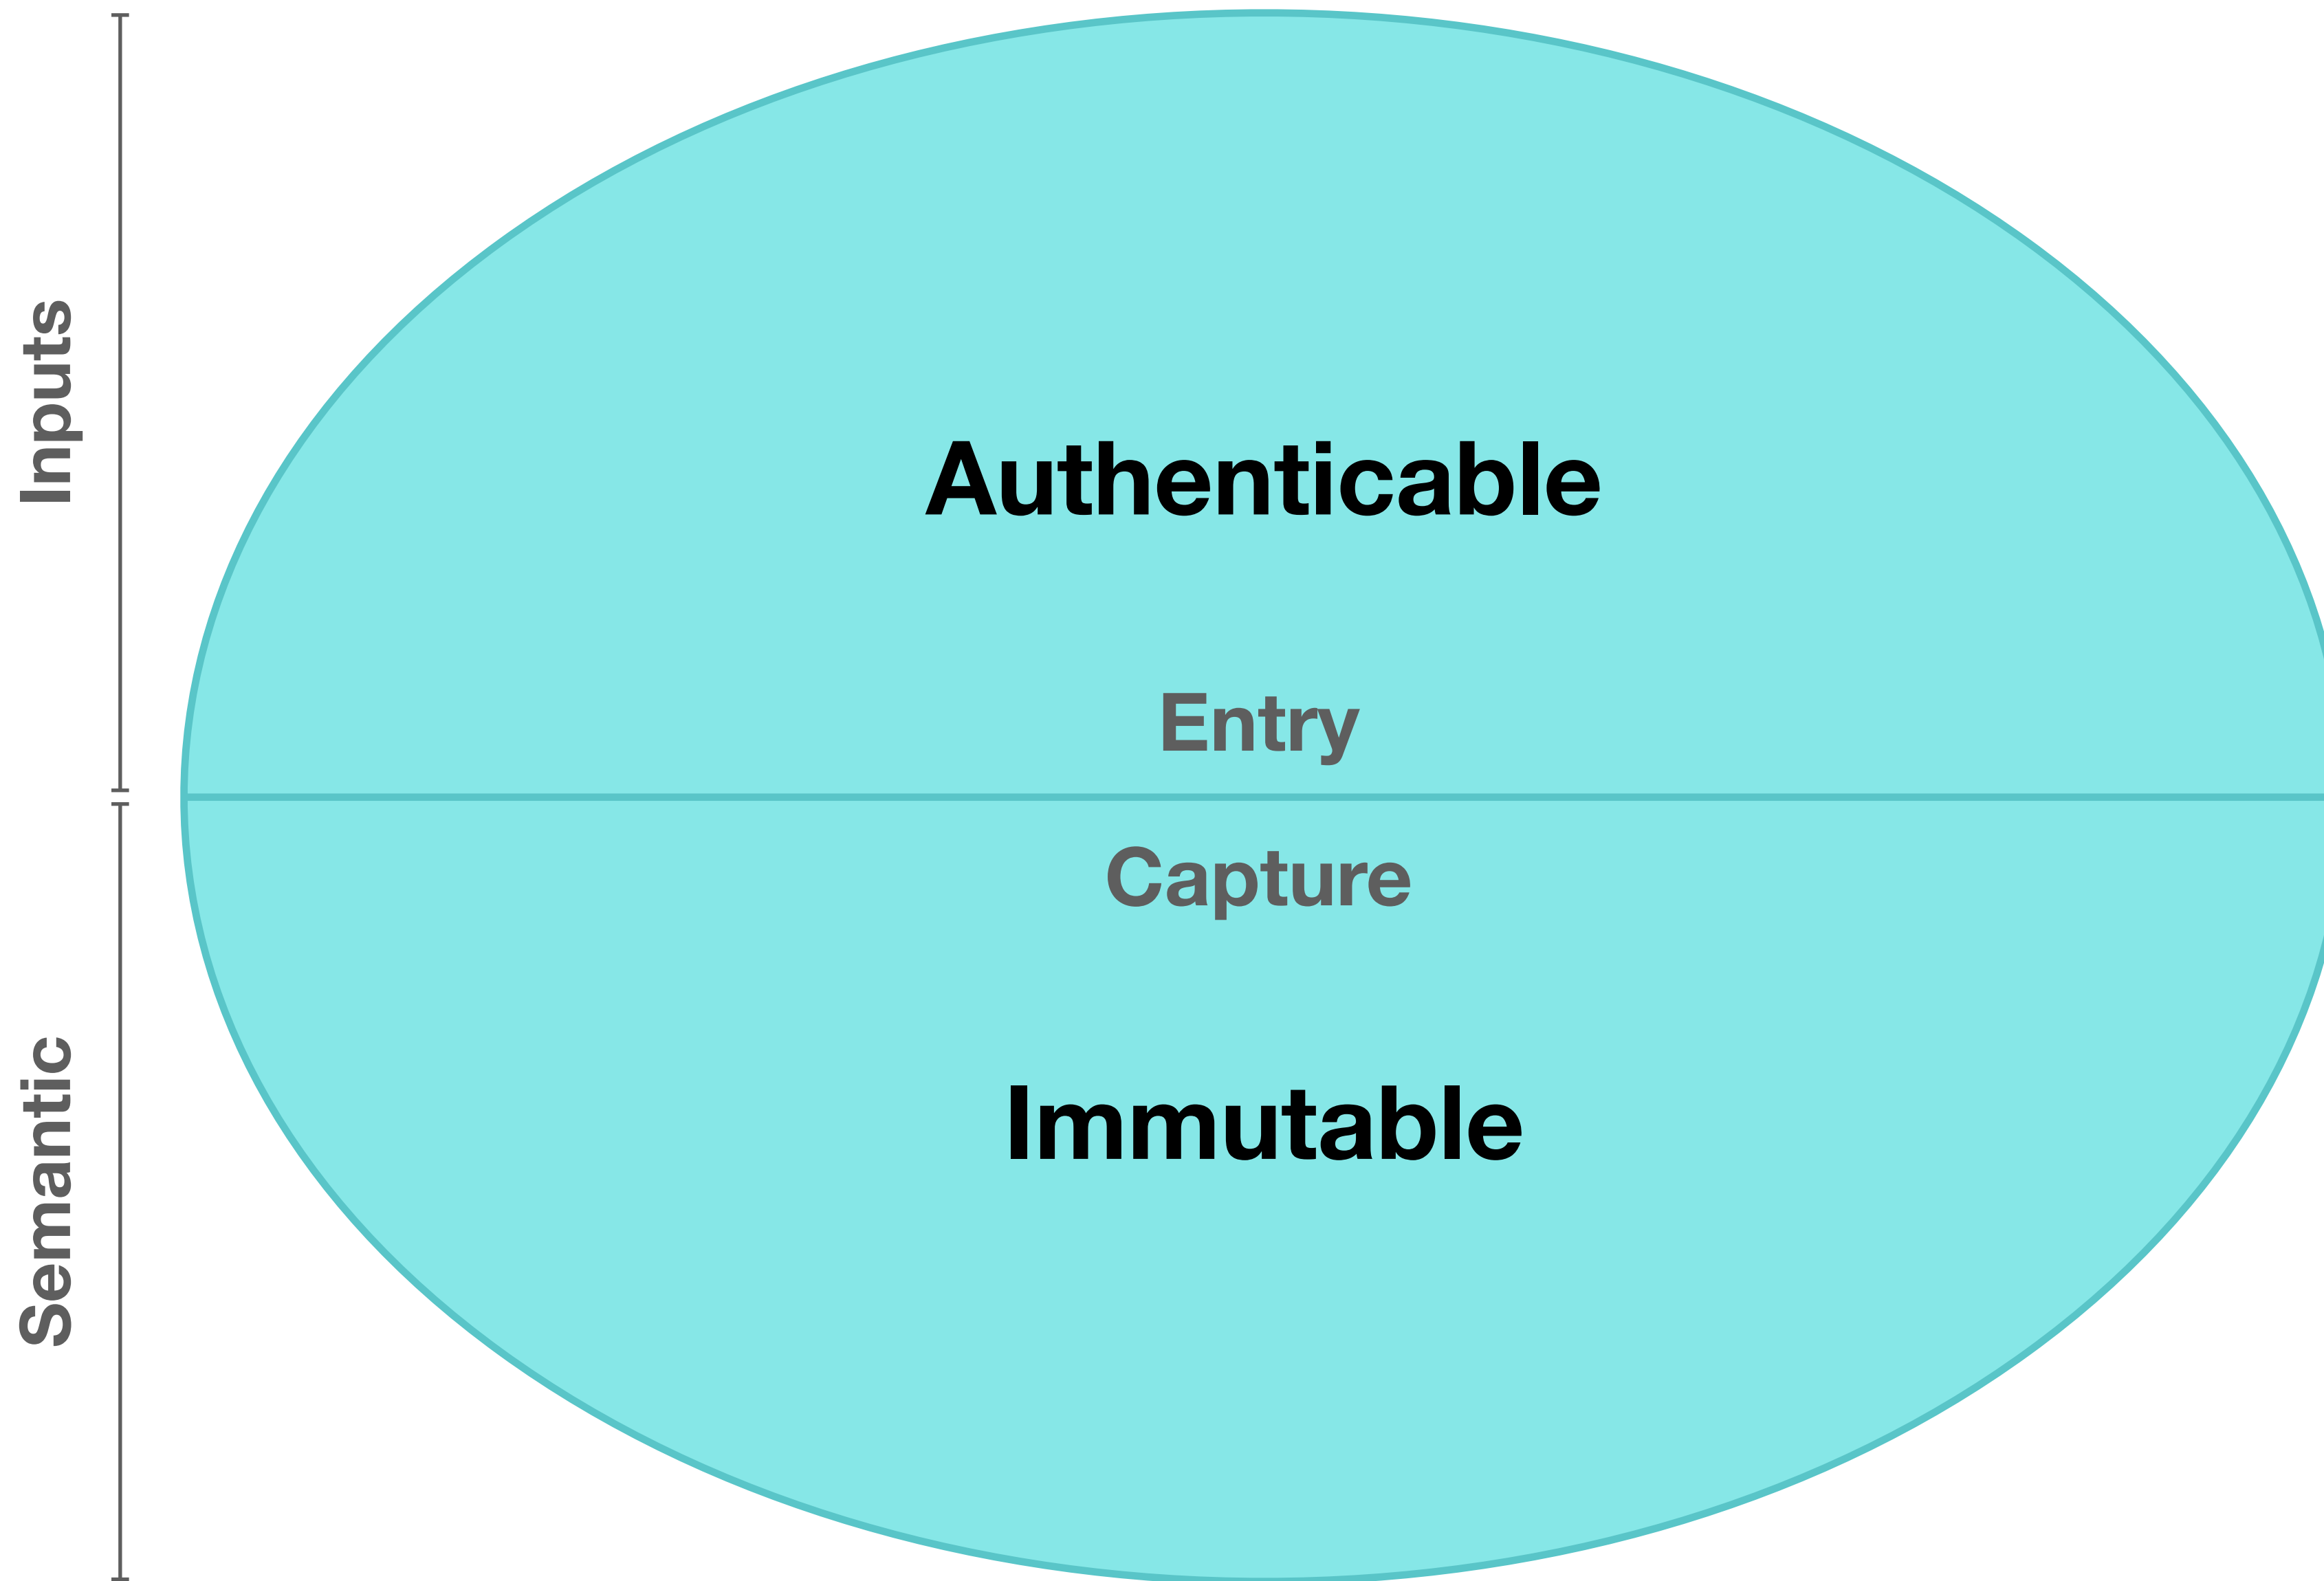 Inputs
Authenticable
Entry
Capture
Immutable
Semantic